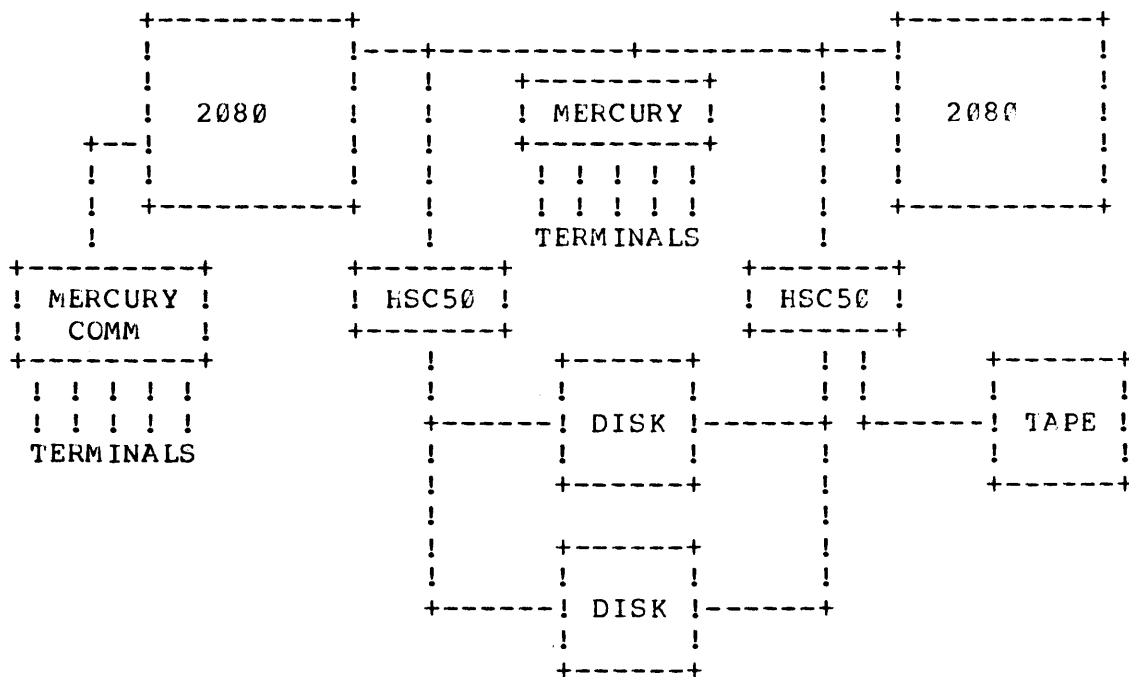 2080
MERCURY
2080
TERMINALS
MERCURY
COMM
HSC50
HSC50
TERMINALS
DISK
TAPE
DISK